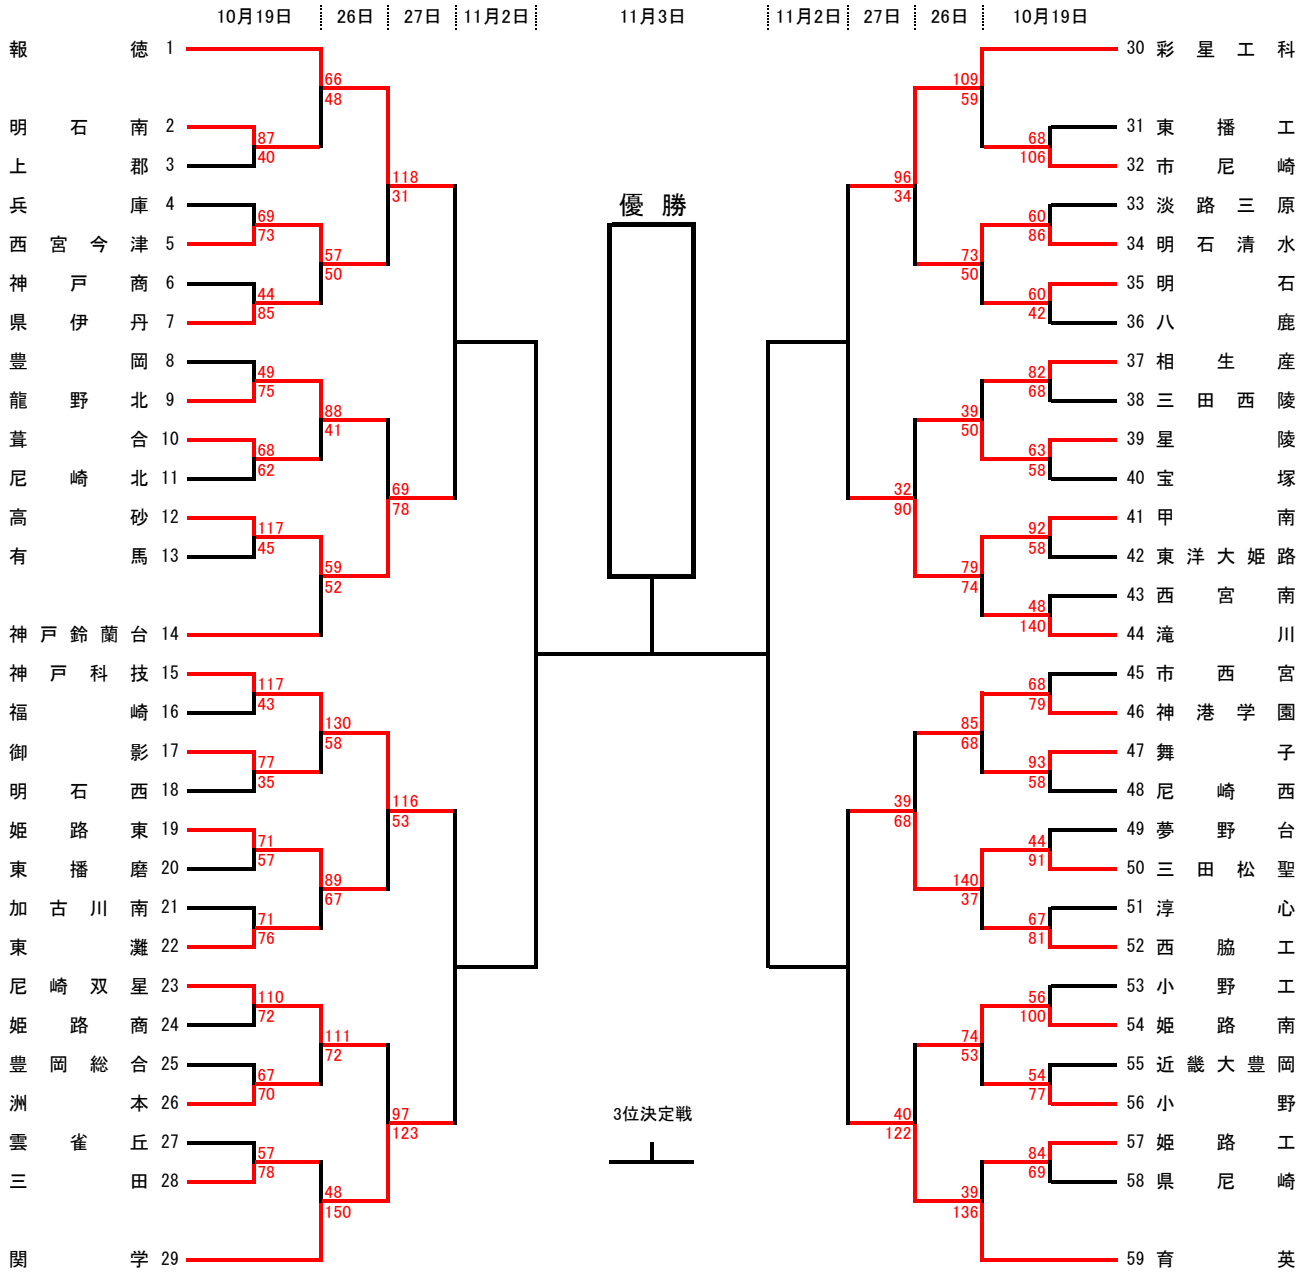 10月19日 26日 27日 11月2日 11月3日 11月2日 27日 26日 10月19日
報徳 1
明石南 2
上郡 3
兵庫 4
西宮今津 5
神戸商 6
県伊丹 7
豊岡 8
龍野北 9
葺合 10
尼崎北 11
高砂 12
有馬 13
神戸鈴蘭台 14
神戸科技 15
福崎 16
御影 17
明石西 18
姫路東 19
東播磨 20
加古川南 21
東灘 22
尼崎双星 23
姫路商 24
豊岡総合 25
洲本 26
雲雀丘 27
三田 28
関学 29
87
40
69
73
44
85
49
75
68
62
117
45
117
43
77
35
71
57
71
76
110
72
67
70
57
78
66
48
57
50
88
41
59
52
130
58
89
67
111
72
48
150
118
31
69
78
116
53
97
123
優勝
3位決定戦
96
34
32
90
39
68
40
122
109
59
73
50
39
50
79
74
85
68
140
37
74
53
39
136
68
106
60
86
60
42
82
68
63
58
92
58
48
140
68
79
93
58
44
91
67
81
56
100
54
77
84
69
30 彩星工科
31 東播工
32 市尼崎
33 淡路三原
34 明石清水
35 明石
36 八鹿
37 相生産
38 三田西陵
39 星陵
40 宝塚
41 甲南
42 東洋大姫路
43 西宮南
44 滝川
45 市西宮
46 神港学園
47 舞子
48 尼崎西
49 夢野台
50 三田松聖
51 淳心
52 西脇工
53 小野工
54 姫路南
55 近畿大豊岡
56 小野
57 姫路工
58 県尼崎
59 育英